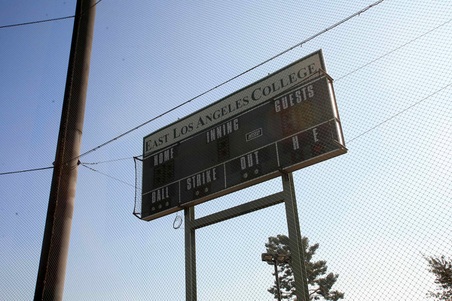 EAST LOS ANGELES COLLEGE
HOME INNING GUESTS
BALL STRIKE OUT H E